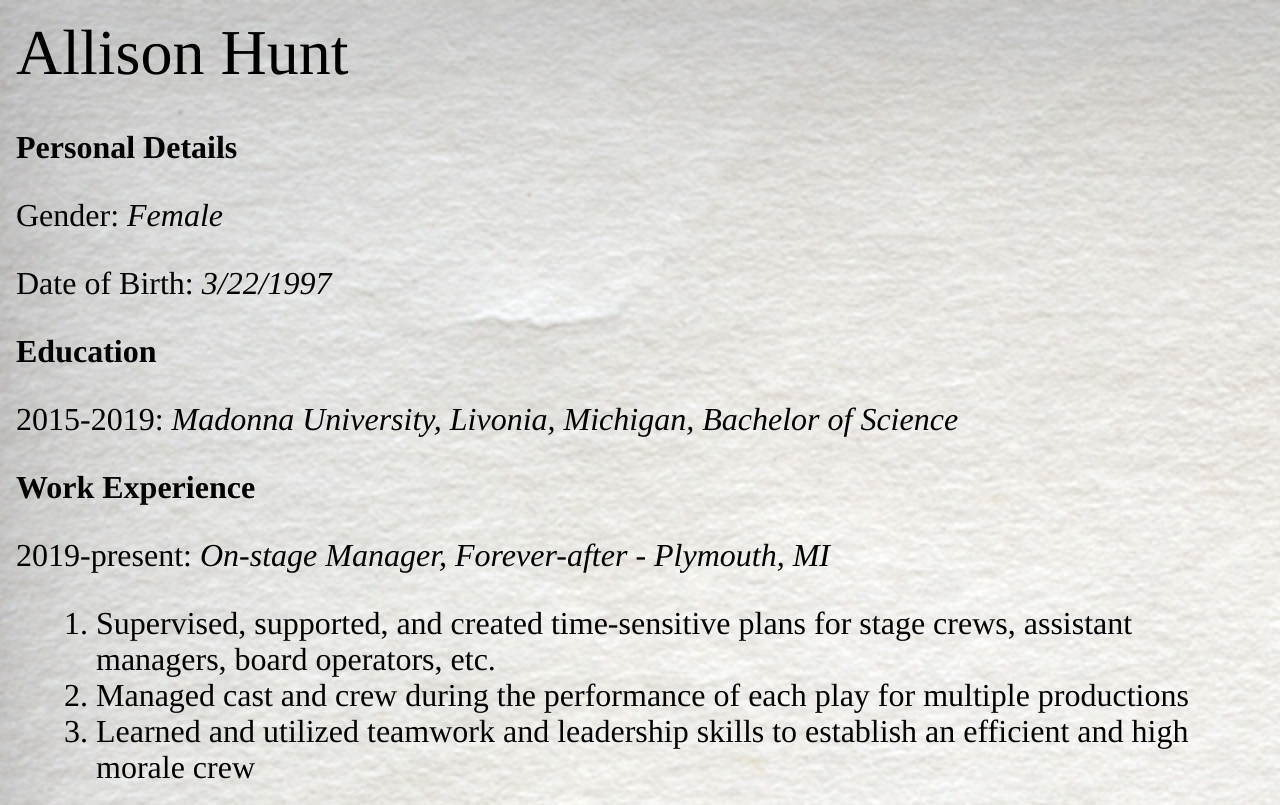 Allison Hunt
Personal Details
Gender: Female
Date of Birth: 3/22/1997
Education
2015-2019: Madonna University, Livonia, Michigan, Bachelor of Science
Work Experience
2019-present: On-stage Manager, Forever-after - Plymouth, MI
1. Supervised, supported, and created time-sensitive plans for stage crews, assistant
managers, board operators, etc.
2. Managed cast and crew during the performance of each play for multiple productions
3. Learned and utilized teamwork and leadership skills to establish an efficient and high
morale crew